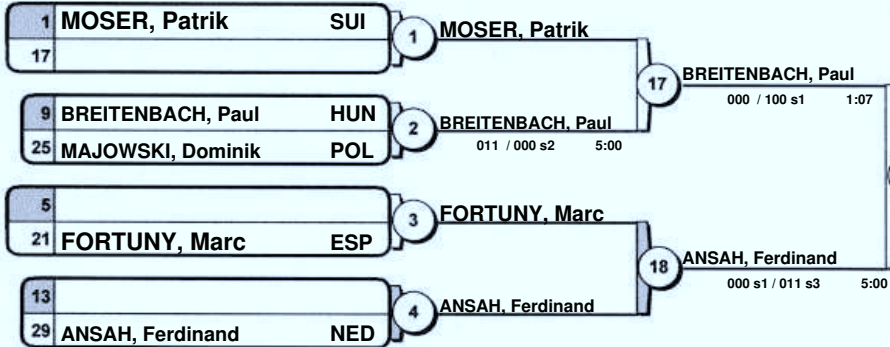 1 MOSER, Patrik SUI
17
1
MOSER, Patrik
9 BREITENBACH, Paul HUN
25 MAJOWSKI, Dominik POL
2
BREITENBACH, Paul
011 / 000 s2 5:00
17
BREITENBACH, Paul
000 / 100 s1 1:07
5
21 FORTUNY, Marc ESP
3
FORTUNY, Marc
13
29 ANSAH, Ferdinand NED
4
ANSAH, Ferdinand
18
ANSAH, Ferdinand
000 s1 / 011 s3 5:00